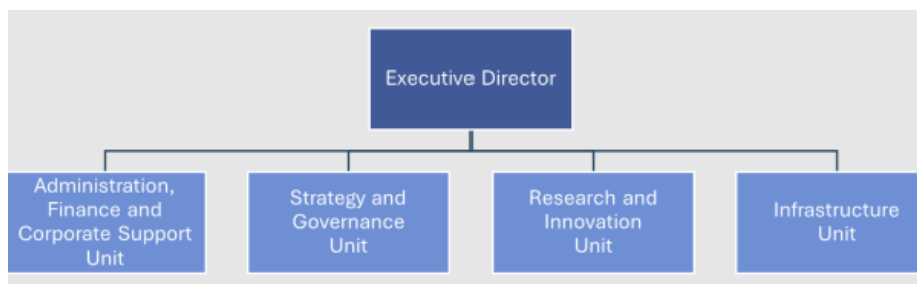 Executive Director
Administration,
Finance and
Corporate Support
Unit
Strategy and
Governance
Unit
Research and
Innovation
Unit
Infrastructure
Unit